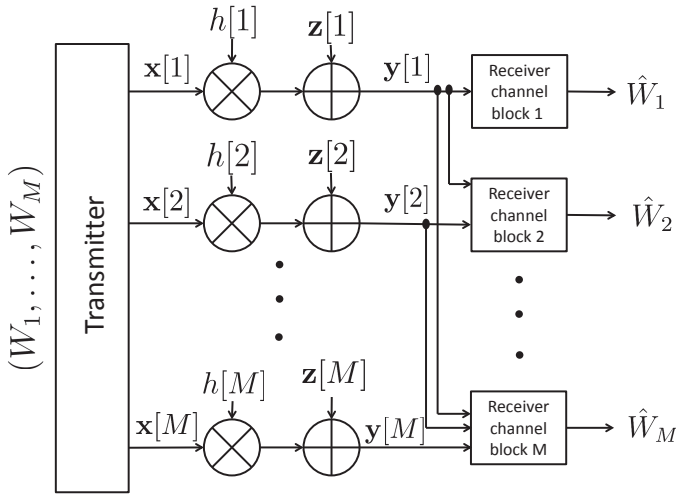 (W_1, ..., W_M)
Transmitter
h[1]
z[1]
x[1]
y[1]
Receiver
channel
block 1
Ŵ_1
h[2]
z[2]
x[2]
y[2]
Receiver
channel
block 2
Ŵ_2
h[M]
z[M]
x[M]
y[M]
Receiver
channel
block M
Ŵ_M